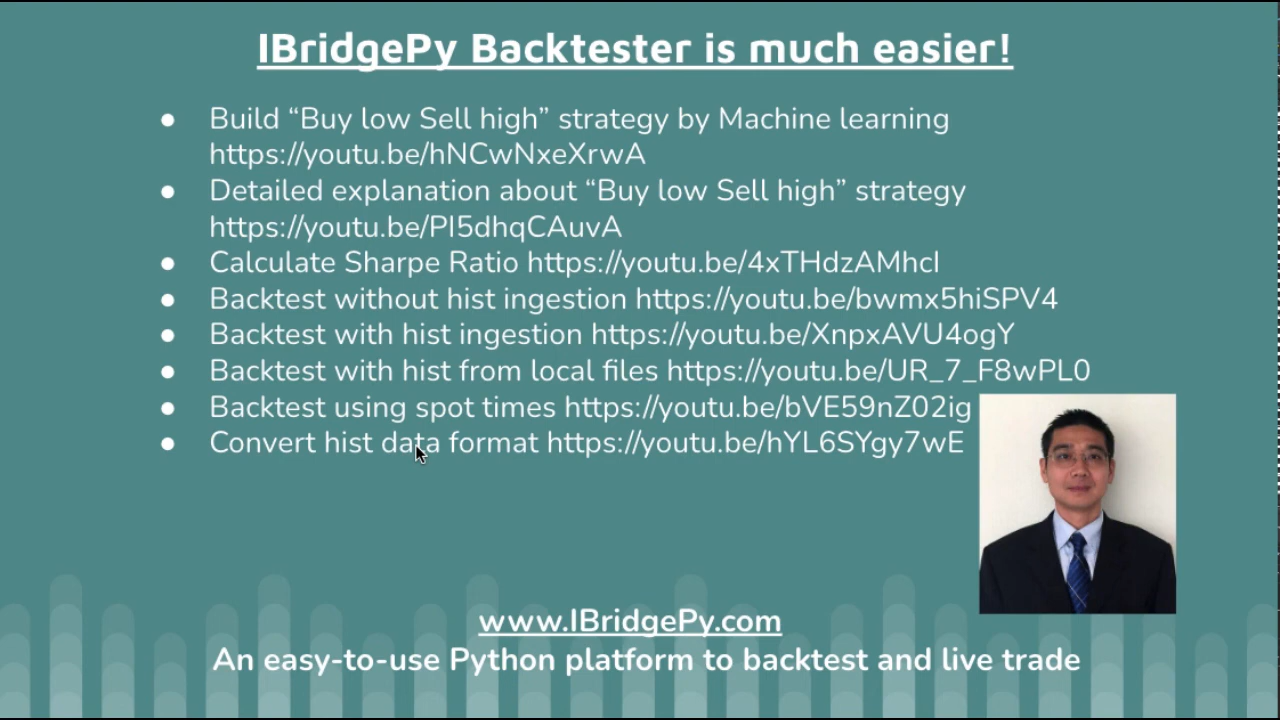 IBridgePy Backtester is much easier!
● Build “Buy low Sell high” strategy by Machine learning
https://youtu.be/hNCwNxeXrwA
● Detailed explanation about “Buy low Sell high” strategy
https://youtu.be/PI5dhqCAuvA
● Calculate Sharpe Ratio https://youtu.be/4xTHdzAMhcI
● Backtest without hist ingestion https://youtu.be/bwmx5hiSPV4
● Backtest with hist ingestion https://youtu.be/XnpxAVU4ogY
● Backtest with hist from local files https://youtu.be/UR_7_F8wPL0
● Backtest using spot times https://youtu.be/bVE59nZ02ig
● Convert hist data format https://youtu.be/hYL6SYgy7wE
www.IBridgePy.com
An easy-to-use Python platform to backtest and live trade